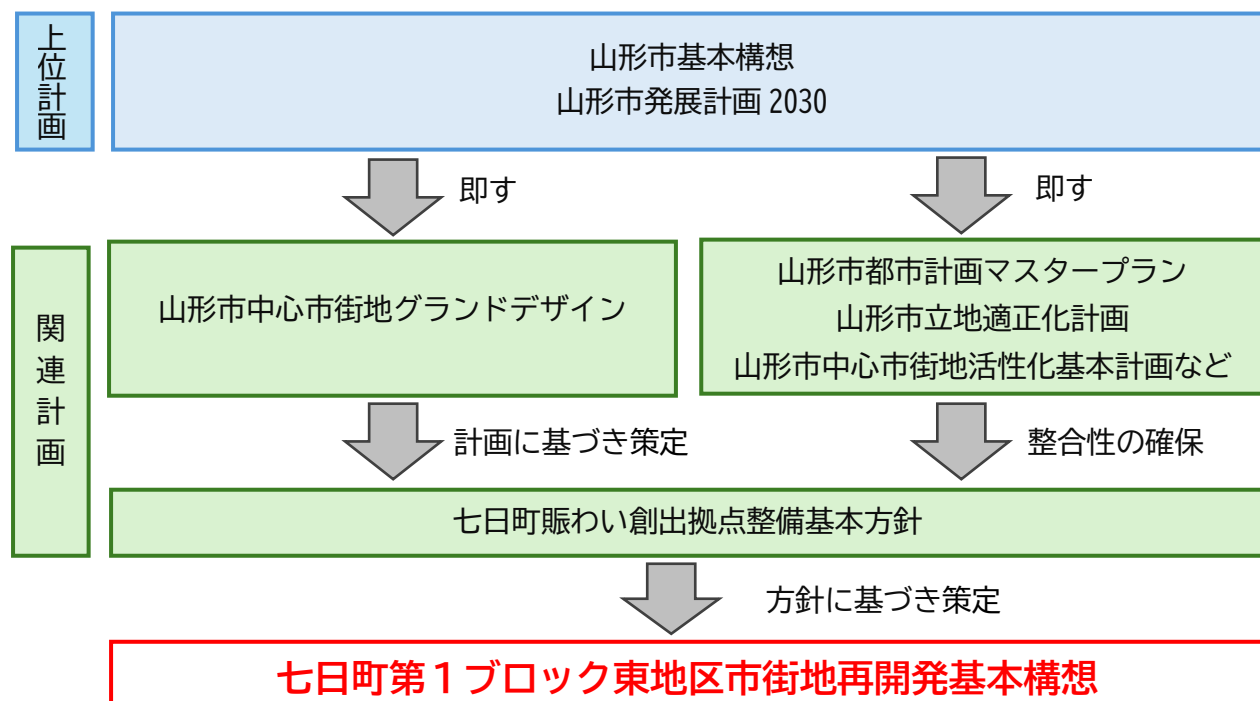 上位計画
山形市基本構想
山形市発展計画 2030
即す
即す
関連計画
山形市中心市街地グランドデザイン
山形市都市計画マスタープラン
山形市立地適正化計画
山形市中心市街地活性化基本計画など
計画に基づき策定
整合性の確保
七日町賑わい創出拠点整備基本方針
方針に基づき策定
七日町第１ブロック東地区市街地再開発基本構想